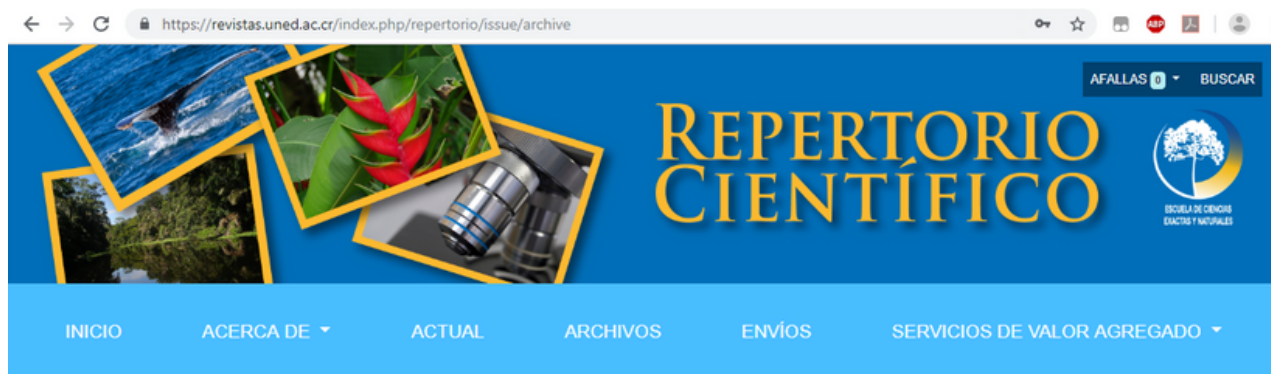 https://revistas.uned.ac.cr/index.php/repertorio/issue/archive
ABP
AFALLAS 0 BUSCAR
REPERTORIO
CIENTÍFICO
ESCUELA DE CIENCIAS
EXACTAS Y NATURALES
INICIO ACERCA DE ACTUAL ARCHIVOS ENVÍOS SERVICIOS DE VALOR AGREGADO